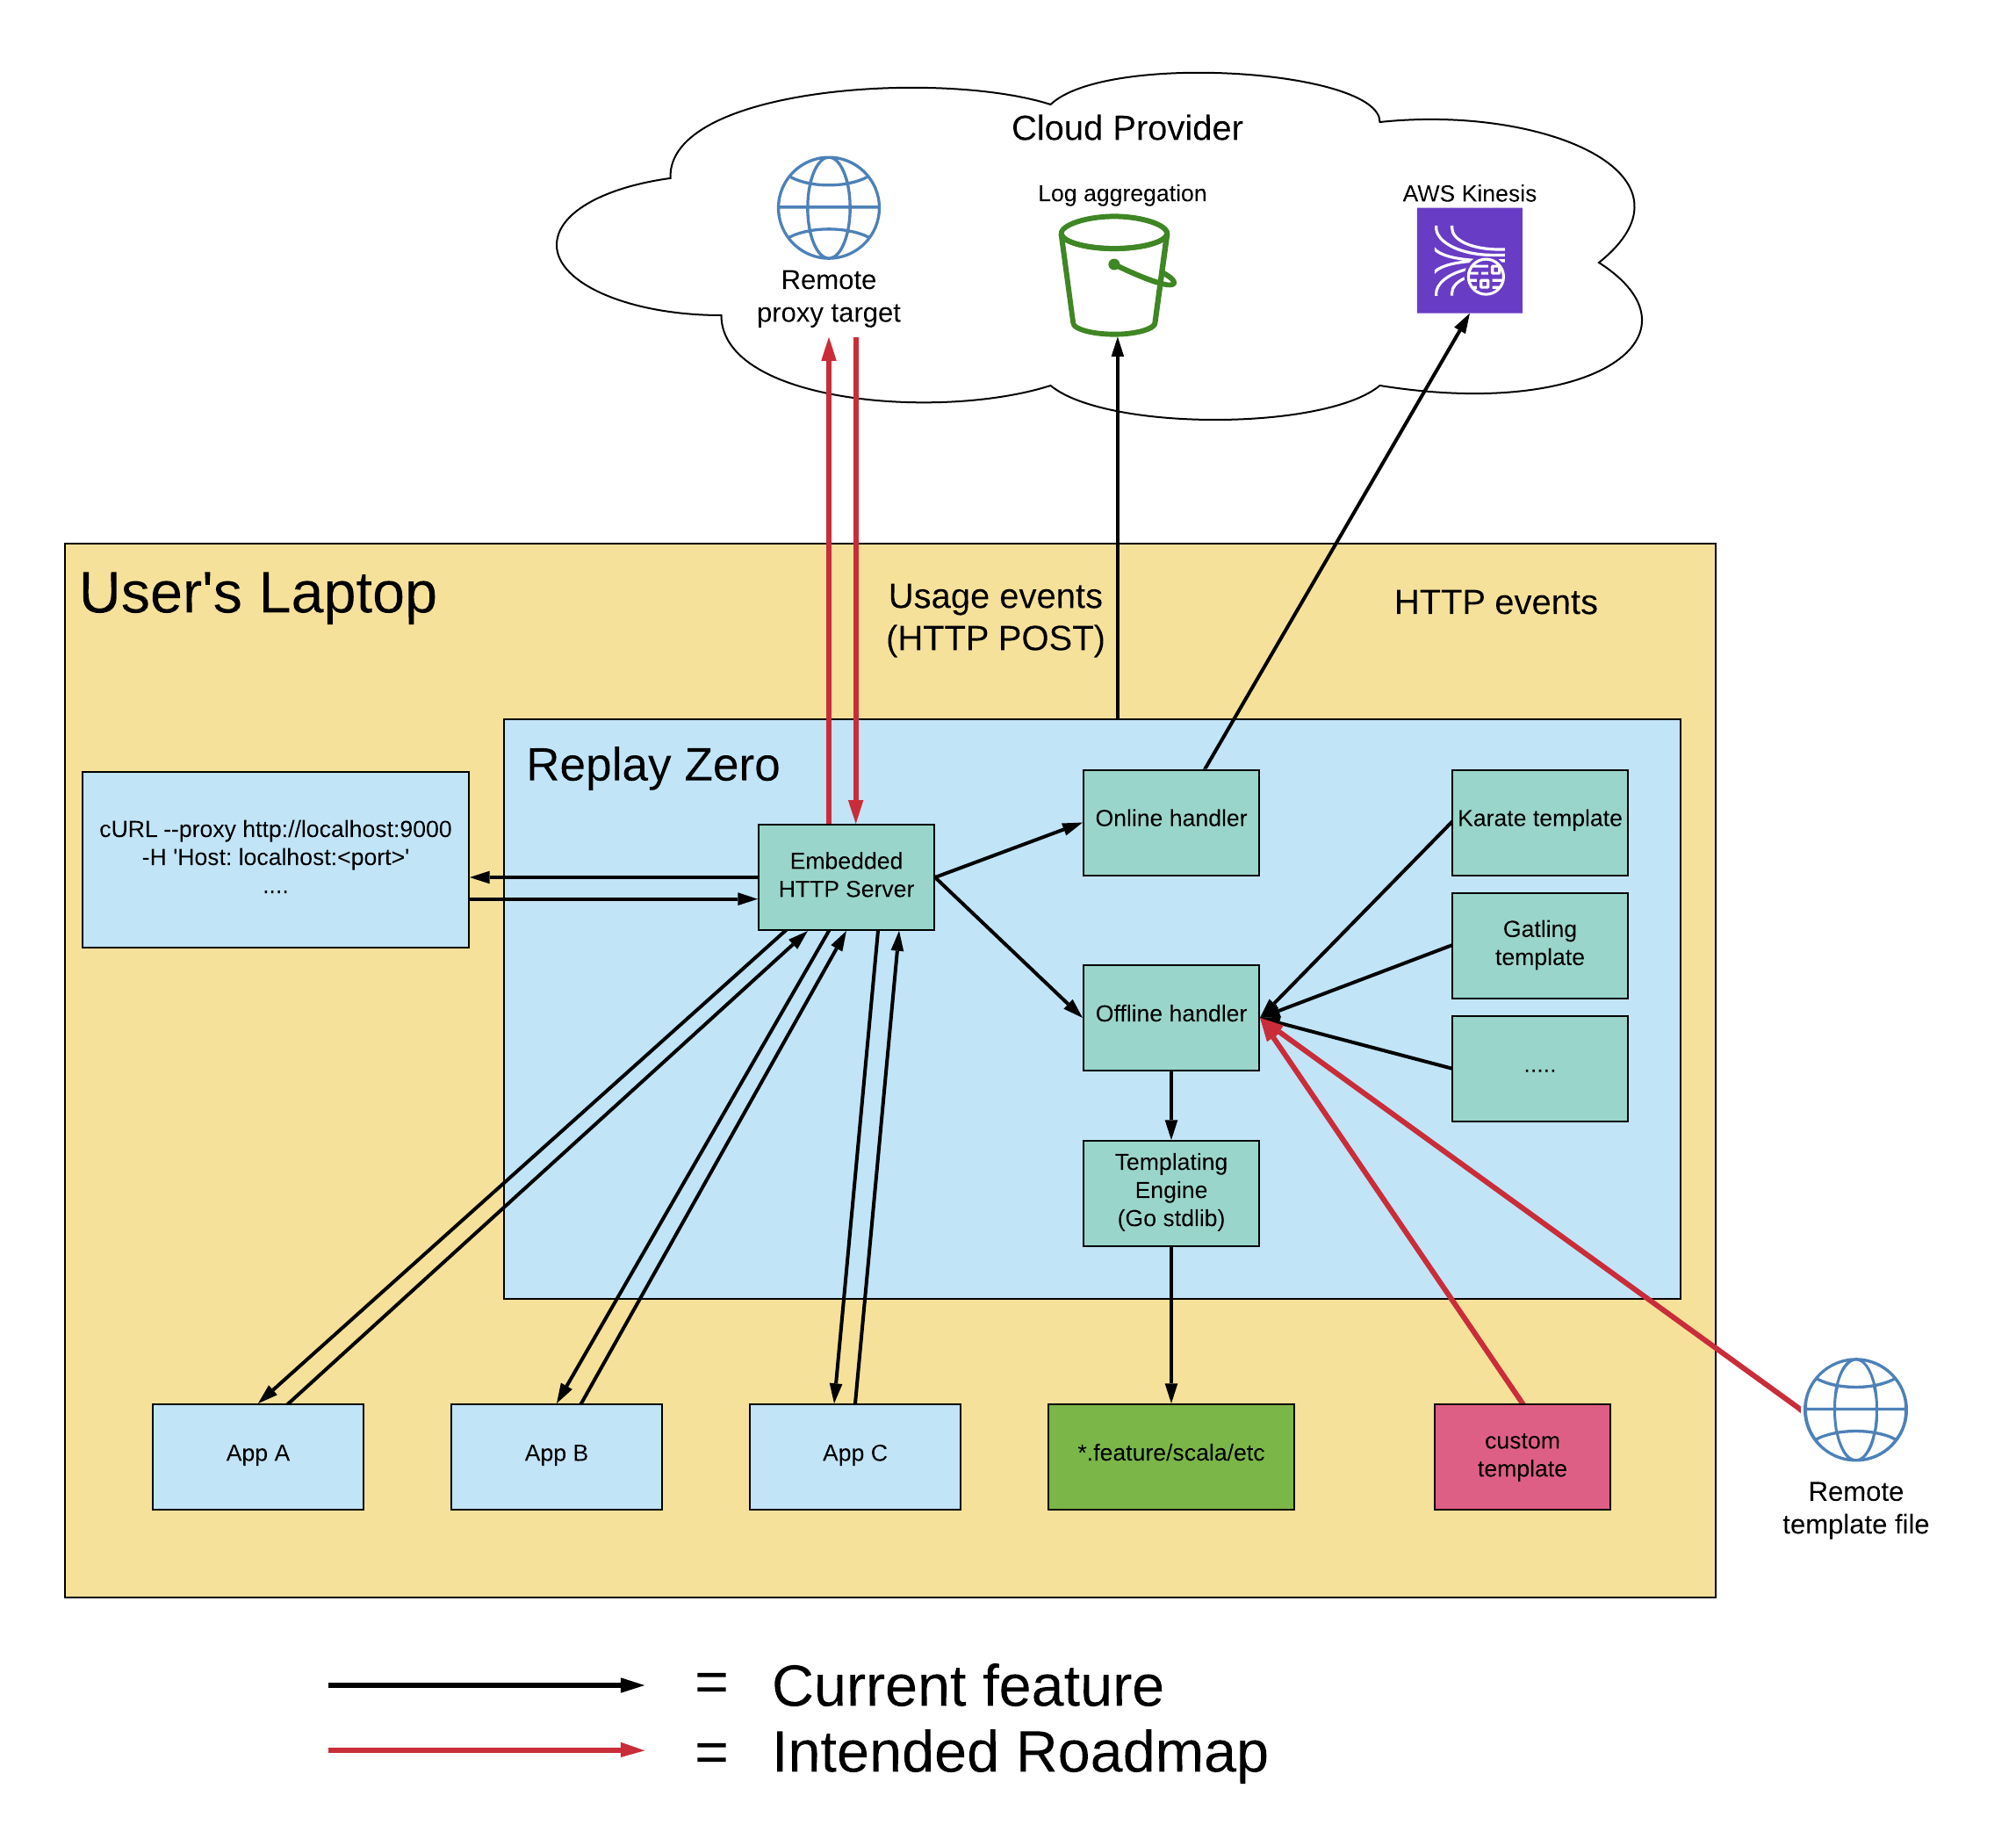 Cloud Provider
Log aggregation
AWS Kinesis
Remote
proxy target
User's Laptop
Usage events
(HTTP POST)
HTTP events
Replay Zero
cURL --proxy http://localhost:9000
-H 'Host: localhost:<port>'
....
Embedded
HTTP Server
Online handler
Karate template
Gatling
template
Offline handler
.....
Templating
Engine
(Go stdlib)
App A
App B
App C
*.feature/scala/etc
custom
template
Remote
template file
= Current feature
= Intended Roadmap